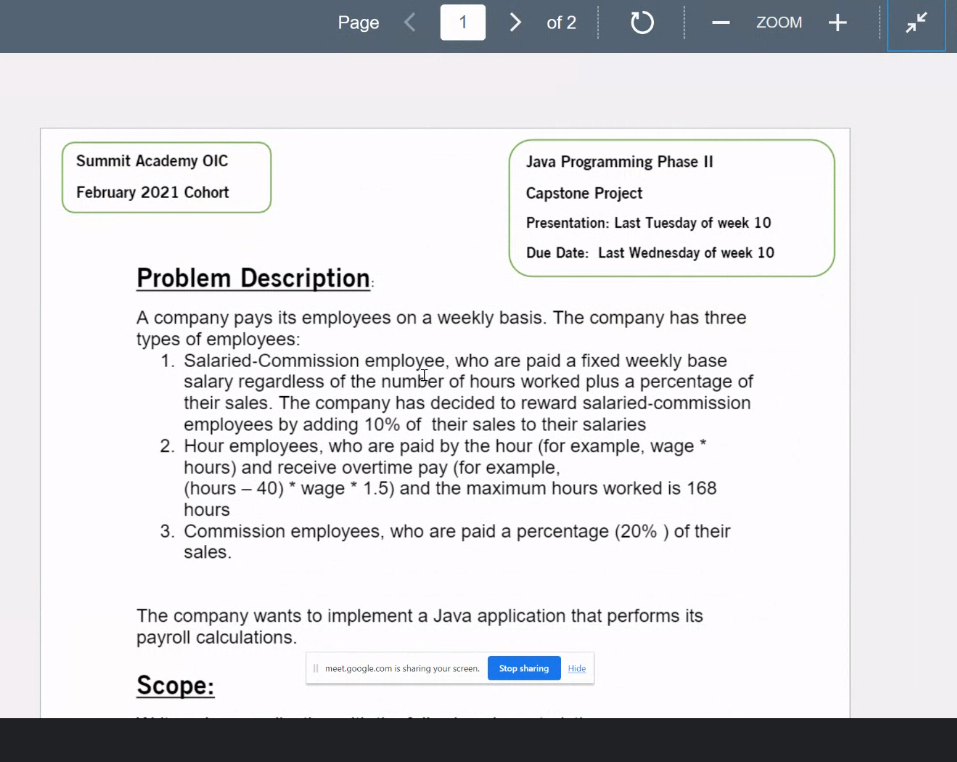 Page 1 of 2 ZOOM
Summit Academy OIC
February 2021 Cohort
Java Programming Phase II
Capstone Project
Presentation: Last Tuesday of week 10
Due Date: Last Wednesday of week 10
Problem Description:
A company pays its employees on a weekly basis. The company has three
types of employees:
1. Salaried-Commission employee, who are paid a fixed weekly base
salary regardless of the number of hours worked plus a percentage of
their sales. The company has decided to reward salaried-commission
employees by adding 10% of their sales to their salaries
2. Hour employees, who are paid by the hour (for example, wage *
hours) and receive overtime pay (for example,
(hours – 40) * wage * 1.5) and the maximum hours worked is 168
hours
3. Commission employees, who are paid a percentage (20% ) of their
sales.
The company wants to implement a Java application that performs its
payroll calculations.
meet.google.com is sharing your screen. Stop sharing Hide
Scope: